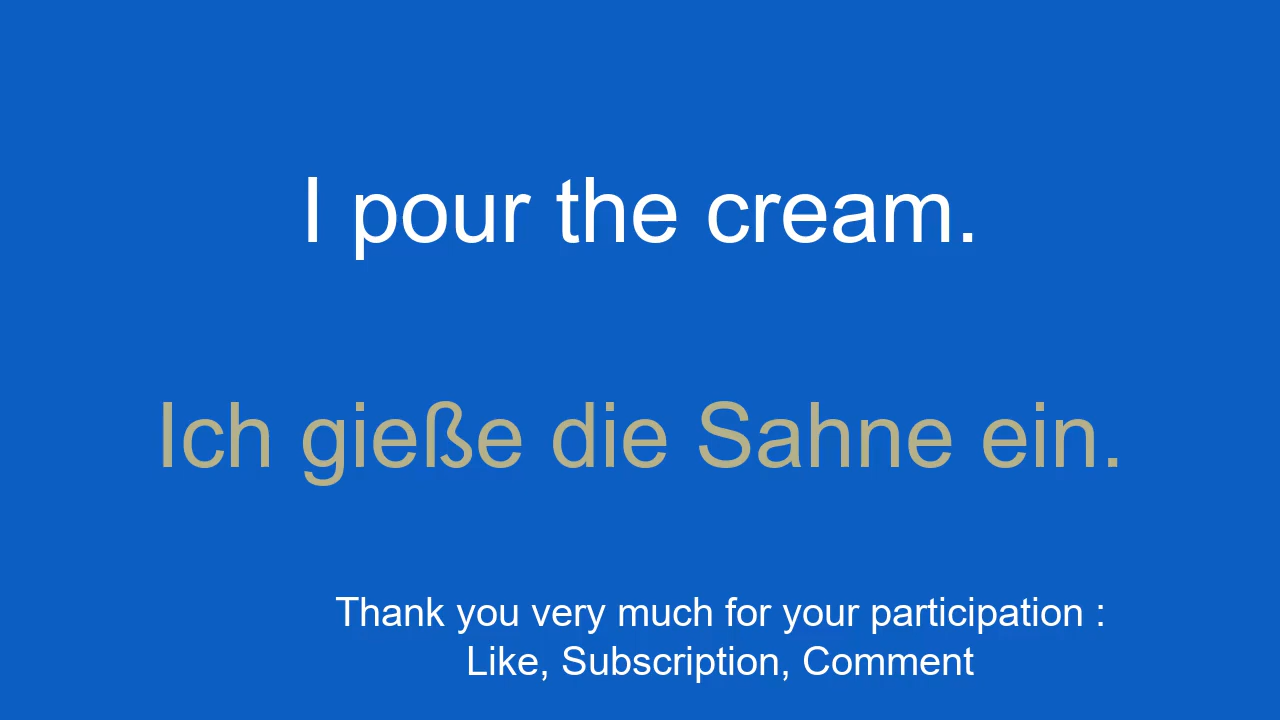 I pour the cream.
Ich gieße die Sahne ein.
Thank you very much for your participation :
Like, Subscription, Comment